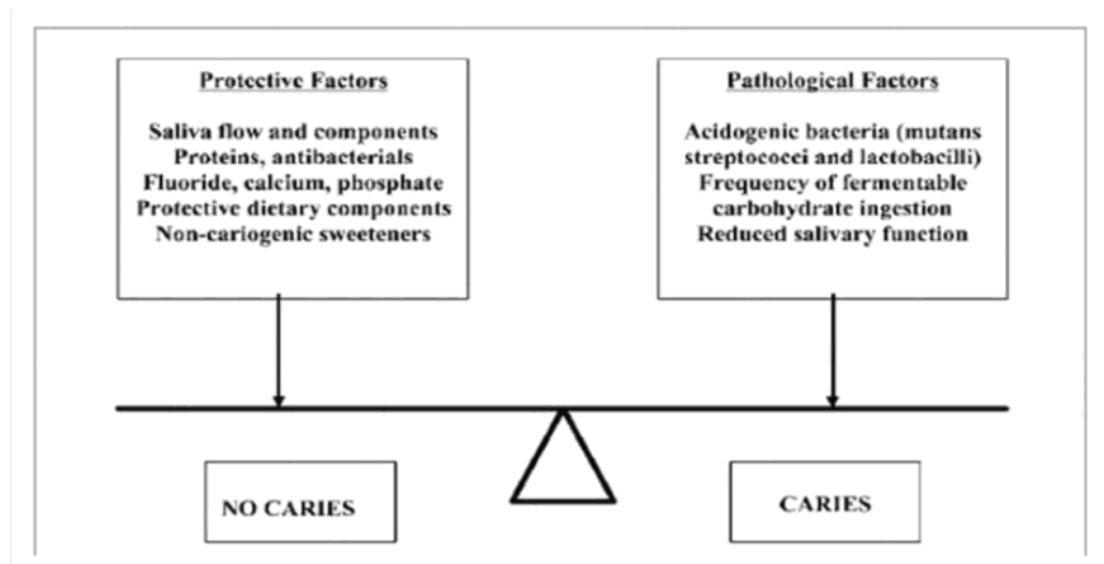 Protective Factors
Saliva flow and components
Proteins, antibacterials
Fluoride, calcium, phosphate
Protective dietary components
Non-cariogenic sweeteners
Pathological Factors
Acidogenic bacteria (mutans
streptococci and lactobacilli)
Frequency of fermentable
carbohydrate ingestion
Reduced salivary function
NO CARIES
CARIES